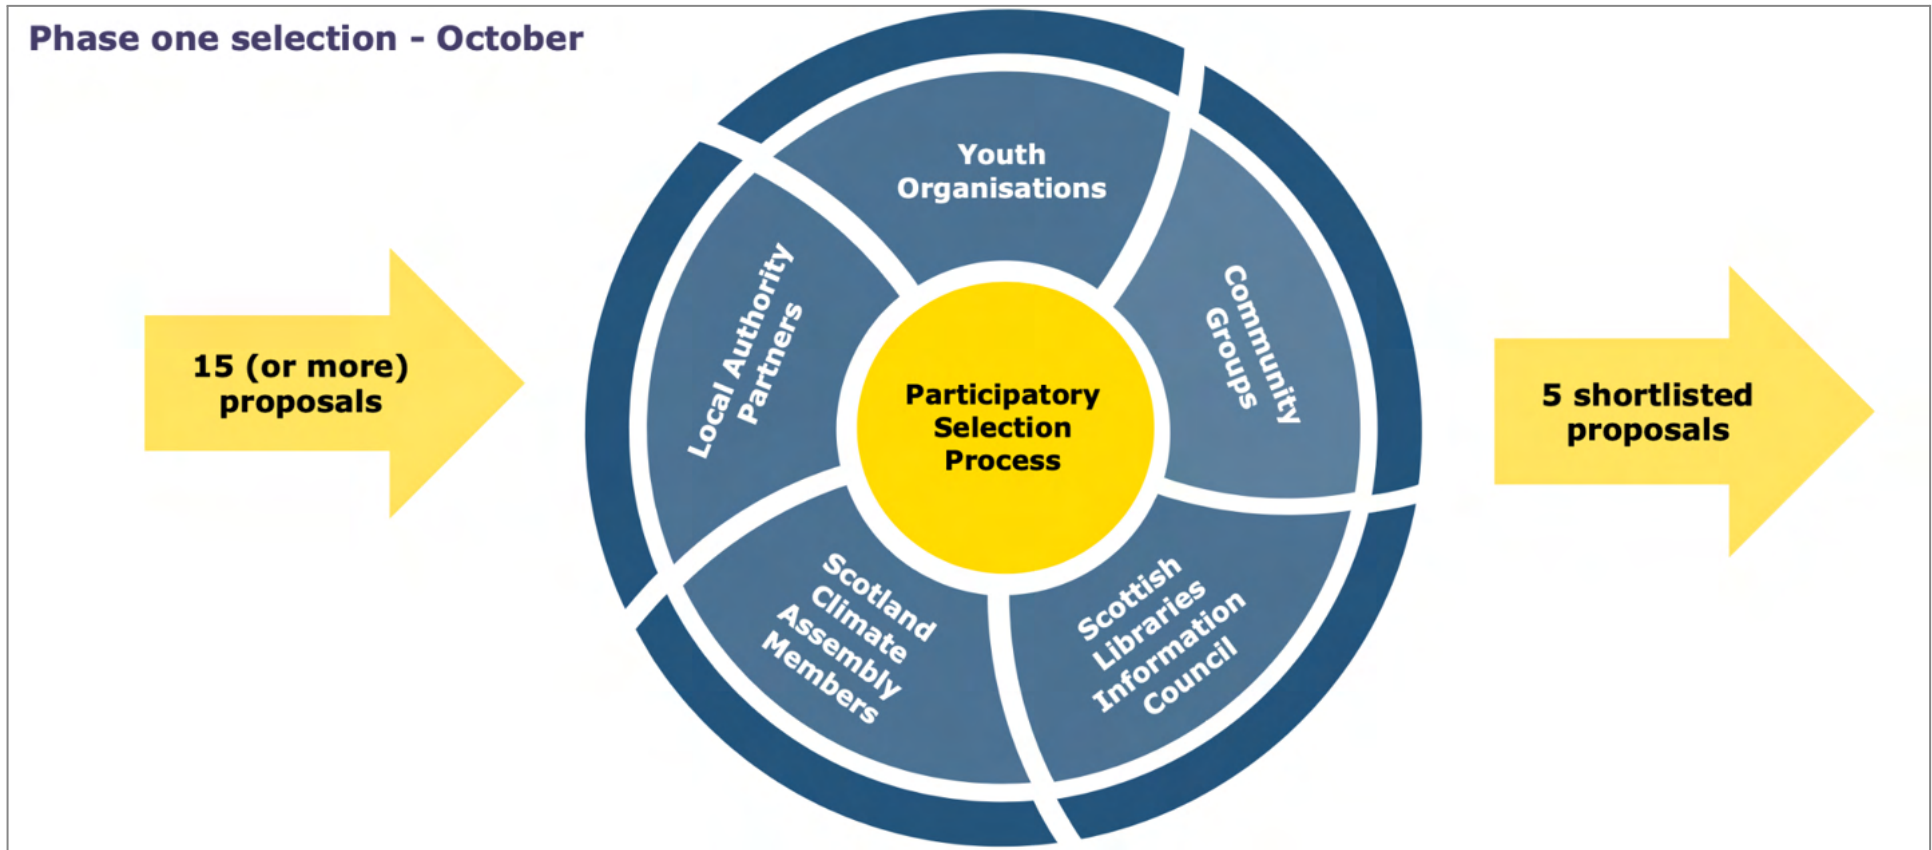 Phase one selection - October
15 (or more)
proposals
Youth
Organisations
Community
Groups
Scottish
Libraries
Information
Council
Scotland
Climate
Assembly
Members
Local Authority
Partners
Participatory
Selection
Process
5 shortlisted
proposals